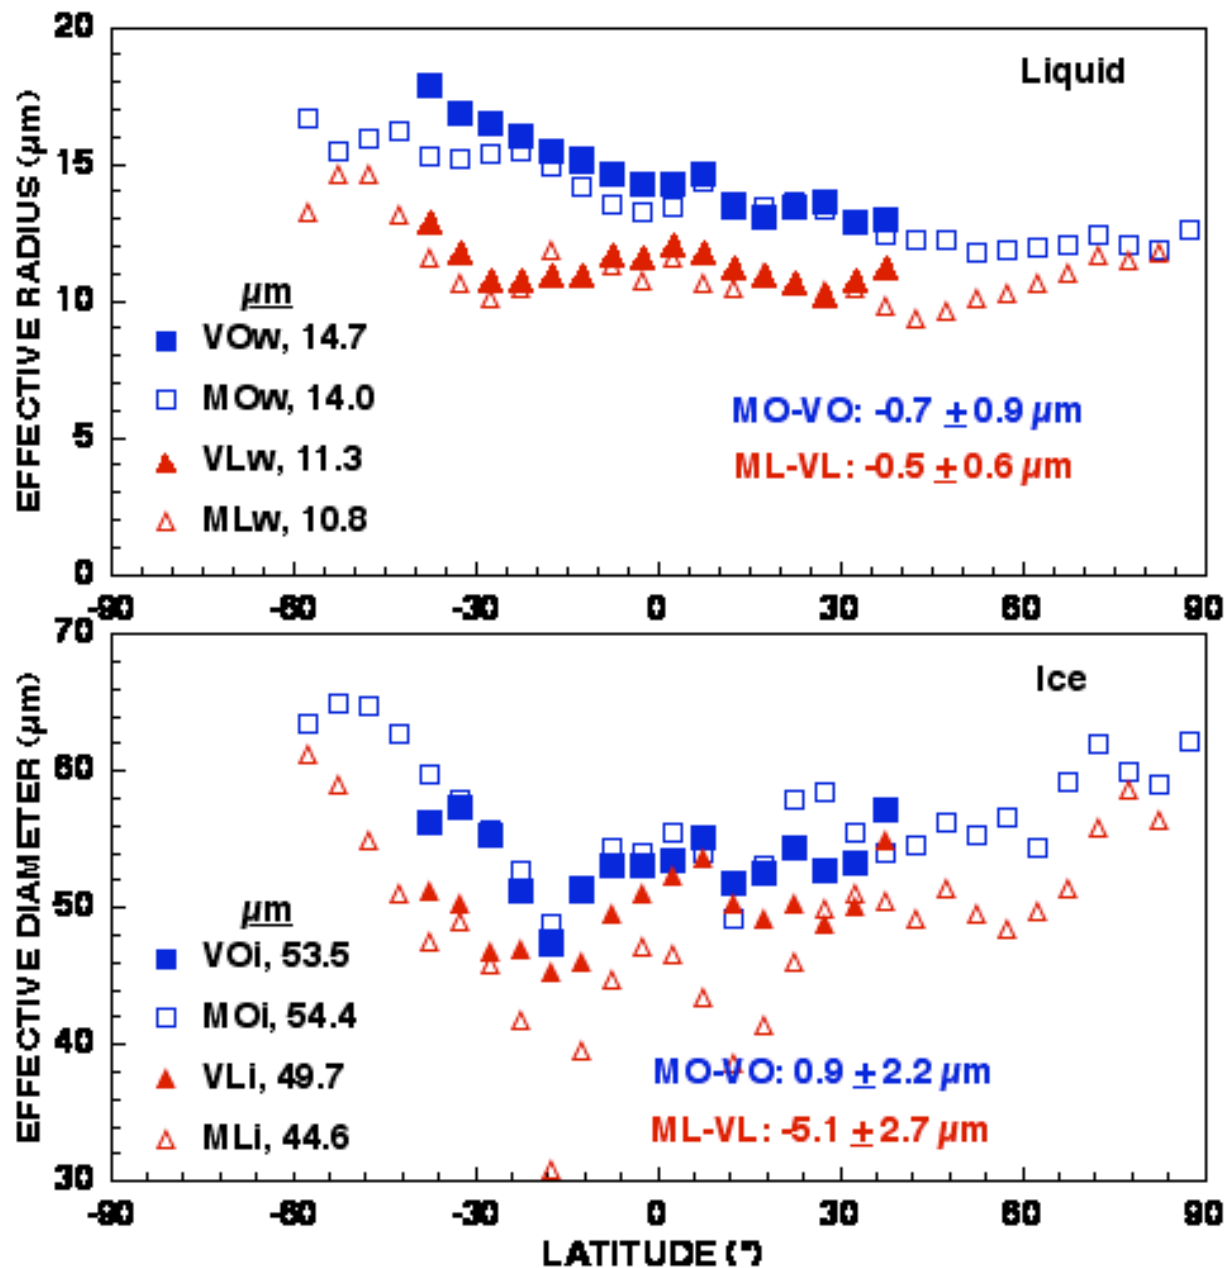 20
15
10
5
0
EFFECTIVE RADIUS (µm)
Liquid
µm
VOw, 14.7
MOw, 14.0
VLw, 11.3
MLw, 10.8
MO-VO: -0.7 ± 0.9 µm
ML-VL: -0.5 ± 0.6 µm
-90 -60 -30 0 30 60 90
70
60
50
40
30
EFFECTIVE DIAMETER (µm)
Ice
µm
VOi, 53.5
MOi, 54.4
VLi, 49.7
MLi, 44.6
MO-VO: 0.9 ± 2.2 µm
ML-VL: -5.1 ± 2.7 µm
-90 -60 -30 0 30 60 90
LATITUDE (°)